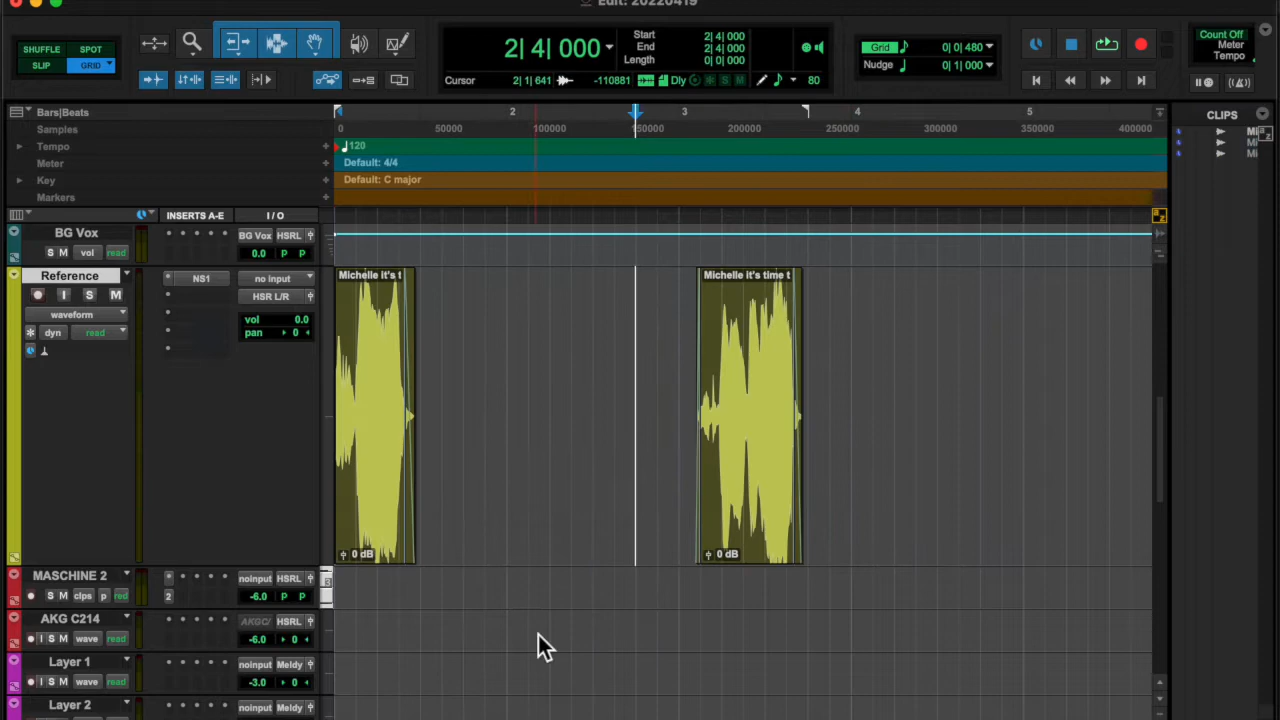 Edit: 20220419
SHUFFLE SPOT
SLIP GRID
2| 4| 000
Start 2| 4| 000
End 2| 4| 000
Length 0| 0| 000
Cursor 2| 1| 641 -110881 Dly S M 80
Grid 0| 0| 480
Nudge 0| 1| 000
Count Off
Meter
Tempo
Bars|Beats 2 3 4 5
Samples 0 50000 100000 150000 200000 250000 300000 350000 400000
Tempo 120
Meter Default: 4/4
Key Default: C major
Markers
CLIPS
Mi
Mi
Mi
INSERTS A-E I / O
BG Vox BG Vox HSRL
S M vol read 0.0 P P
Reference NS1 no input
I S M HSR L/R
waveform vol 0.0
dyn read pan 0
Michelle it's t
0 dB
Michelle it's time t
0 dB
MASCHINE 2 noinput HSRL
S M clps p red 2 -6.0 P P
AKG C214 AKGC/ HSRL
I S M wave read -6.0 0
Layer 1 noinput Meldy
I S M wave read -3.0 0
Layer 2 noinput Meldy